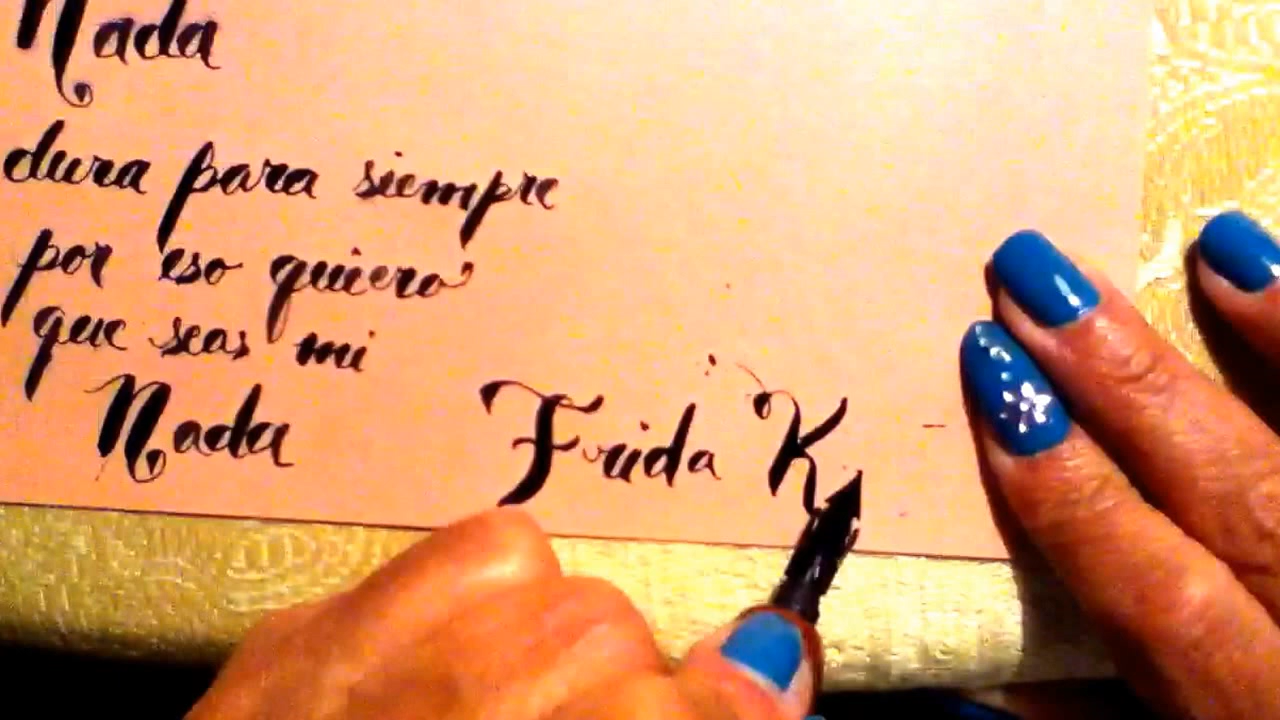 Nada
dura para siempre
por eso quiero
que seas mi
Nada
Frida K